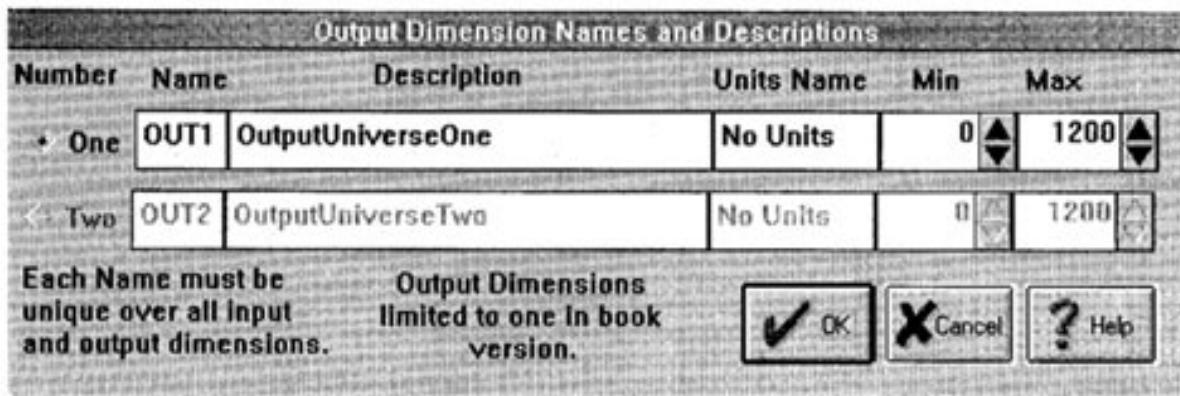 Output Dimension Names and Descriptions
Number Name Description Units Name Min Max
One OUT1 OutputUniverseOne No Units 0 1200
Two OUT2 OutputUniverseTwo No Units 0 1200
Each Name must be
unique over all input
and output dimensions.
Output Dimensions
limited to one in book
version.
OK
Cancel
Help